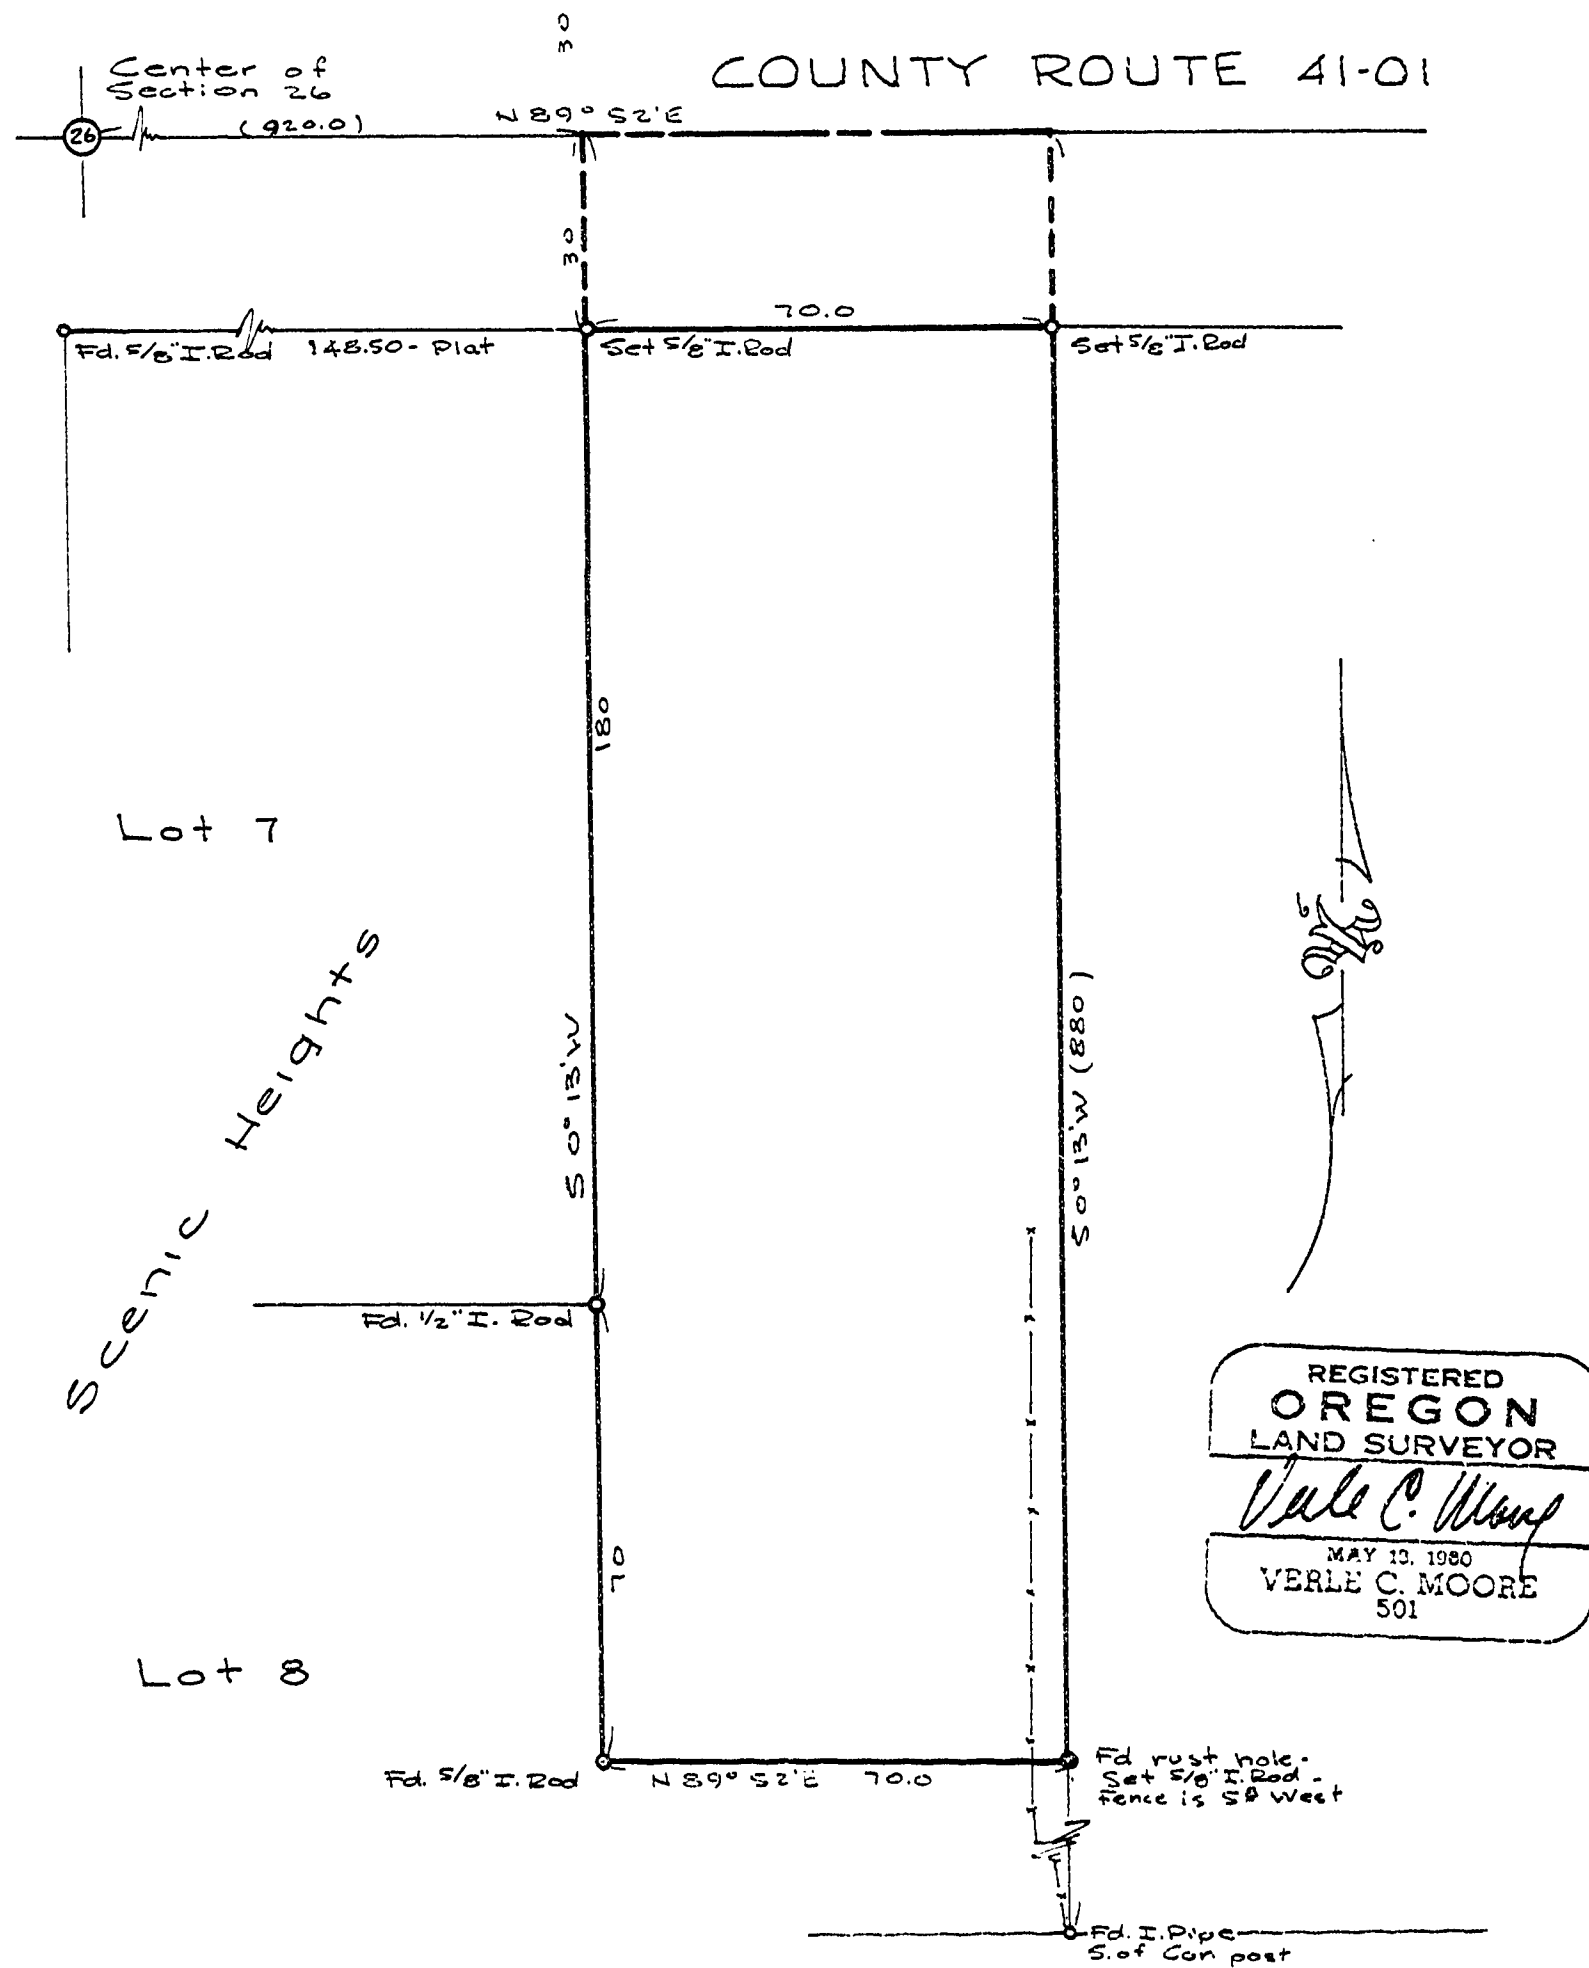 30
COUNTY ROUTE 41-01
Center of
Section 26
N 89° 52' E
26
(920.0)
30
70.0
Fd. 5/8" I. Rod
148.50 - Plat
Set 5/8" I. Rod
Set 5/8" I. Rod
180
Lot 7
Scenic Heights
S 0° 13' W
S 0° 13' W (880)
Fd. 1/2" I. Rod
REGISTERED
OREGON
LAND SURVEYOR
Verle C. Moore
MAY 13, 1980
VERLE C. MOORE
501
70
Lot 8
Fd. 5/8" I. Rod
N 89° 52' E 70.0
Fd rust hole -
Set 5/8" I. Rod -
Fence is West
Fd. I. Pipe
S. of Cor. post